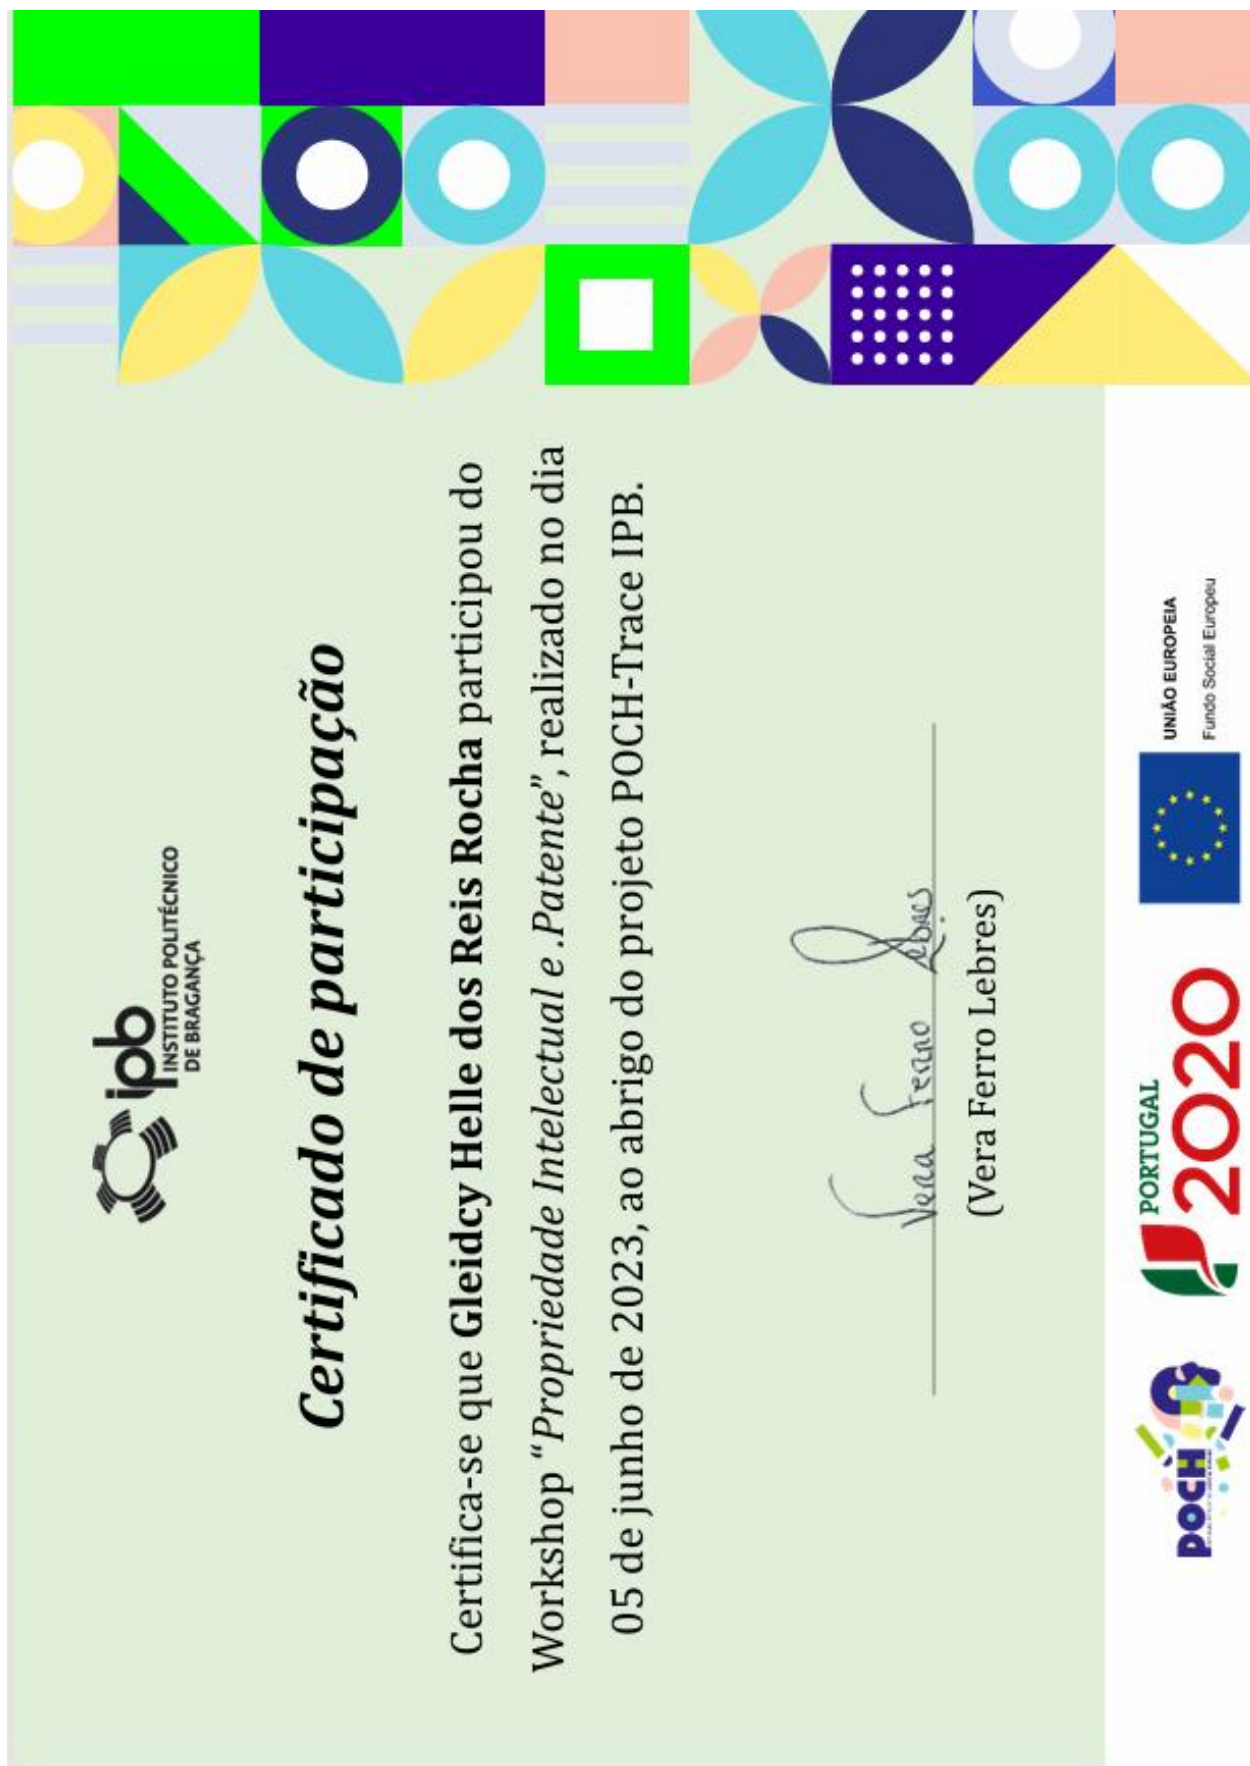 ipb
INSTITUTO POLITÉCNICO
DE BRAGANÇA
Certificado de participação
Certifica-se que Gleidcy Helle dos Reis Rocha participou do
Workshop “Propriedade Intelectual e .Patente”, realizado no dia
05 de junho de 2023, ao abrigo do projeto POCH-Trace IPB.
Vera Ferro Lebres
(Vera Ferro Lebres)
POCH
PORTUGAL
2020
UNIÃO EUROPEIA
Fundo Social Europeu